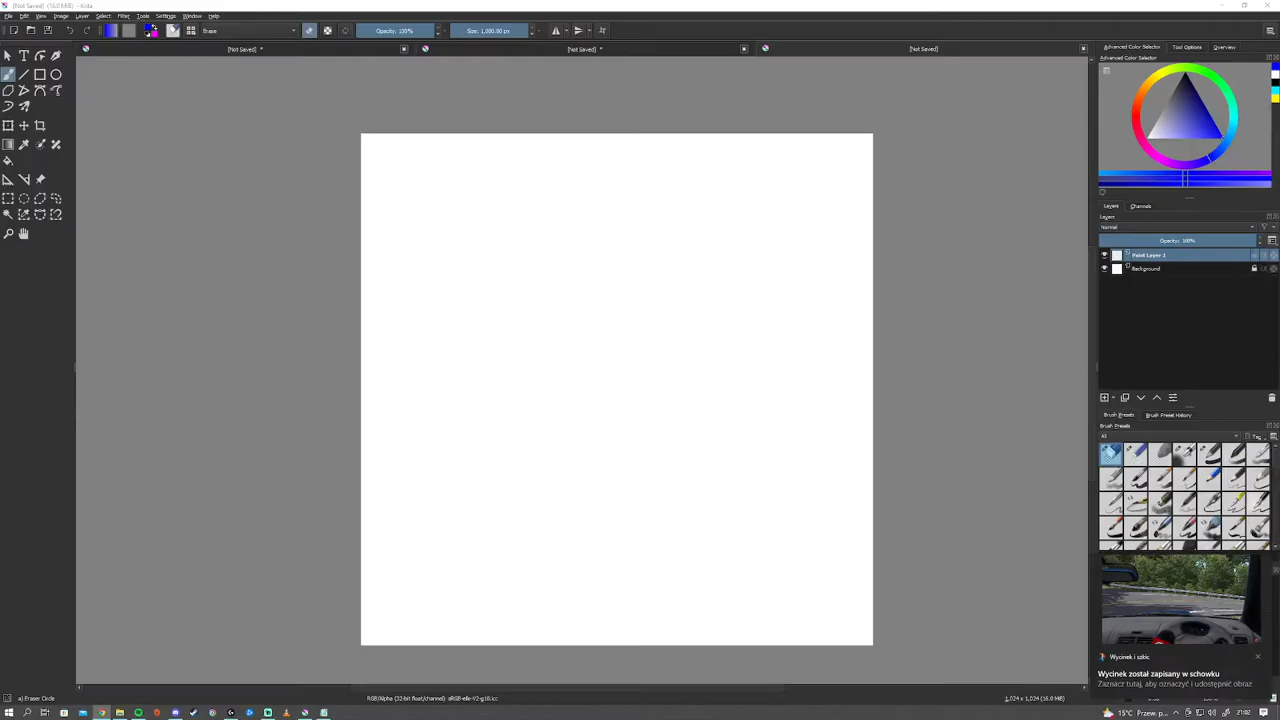 [Not Saved] (16.0 MiB) - Krita
File Edit View Image Layer Select Filter Tools Settings Window Help
Erase Opacity: 100% Size: 1,000.00 px
[Not Saved] * [Not Saved] * [Not Saved]
Advanced Color Selector Tool Options Overview
Advanced Color Selector
Layers Channels
Layers
Normal
Opacity: 100%
Paint Layer 1
Background
Brush Presets Brush Preset History
Brush Presets
All Tag
Wycinek i szkic
Wycinek został zapisany w schowku
Zaznacz tutaj, aby oznaczyć i udostępnić obraz
a) Eraser Circle RGB/Alpha (32-bit float/channel) sRGB-elle-V2-g10.icc 1,024 x 1,024 (16.0 MiB)
15°C Przew. p... 21:02